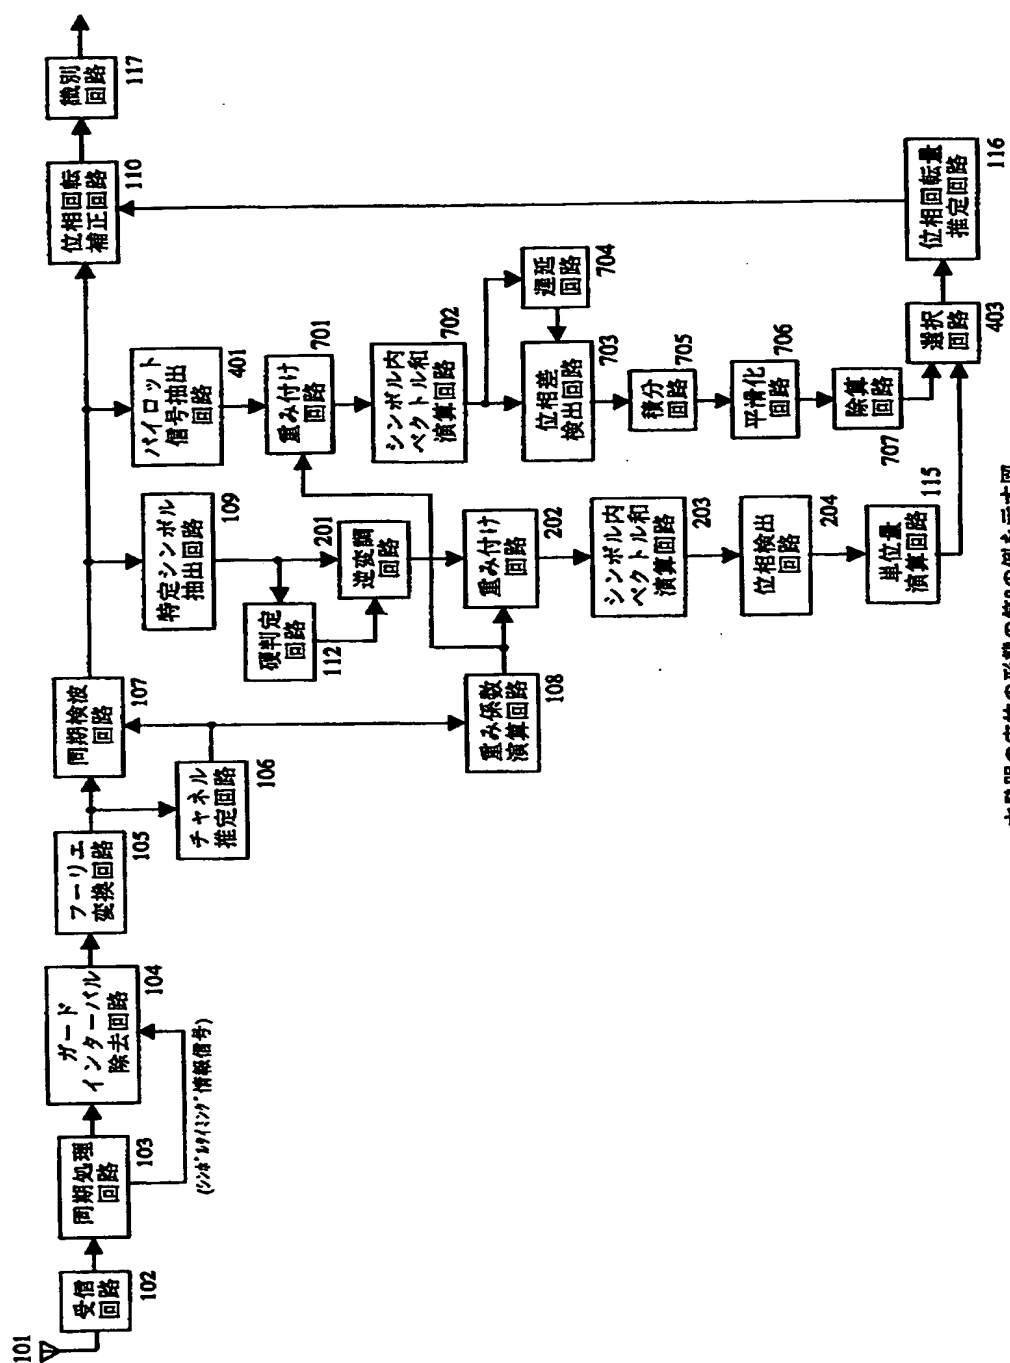 101
受信
回路
102
同期処理
回路
103
(ｼﾝﾎﾞﾙﾀｲﾐﾝｸﾞ情報信号)
ガード
インターバル
除去回路
104
フーリエ
変換回路
105
チャネル
推定回路
106
同期検波
回路
107
重み係数
演算回路
108
特定シンボル
抽出回路
109
硬判定
回路
112
逆変調
回路
201
重み付け
回路
202
シンボル内
ベクトル和
演算回路
203
位相検出
回路
204
単位量
演算回路
115
パイロット
信号抽出
回路
401
重み付け
回路
701
シンボル内
ベクトル和
演算回路
702
遅延
回路
704
位相差
検出回路
703
積分
回路
705
平滑化
回路
706
除算
回路
707
選択
回路
403
位相回転量
推定回路
116
位相回転
補正回路
110
識別
回路
117